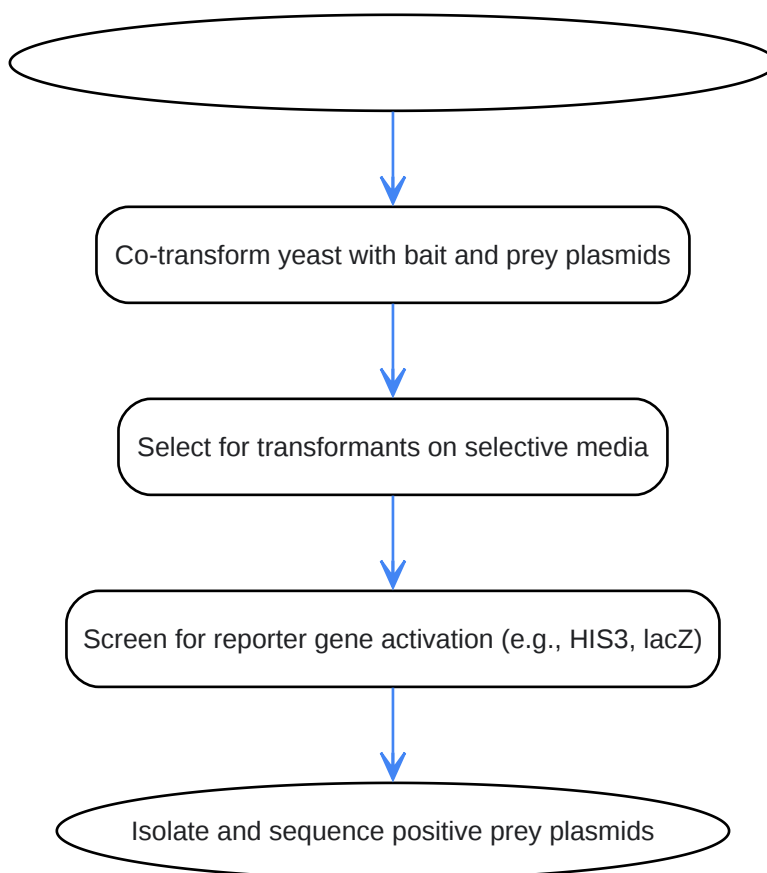 Co-transform yeast with bait and prey plasmids
Select for transformants on selective media
Screen for reporter gene activation (e.g., HIS3, lacZ)
Isolate and sequence positive prey plasmids